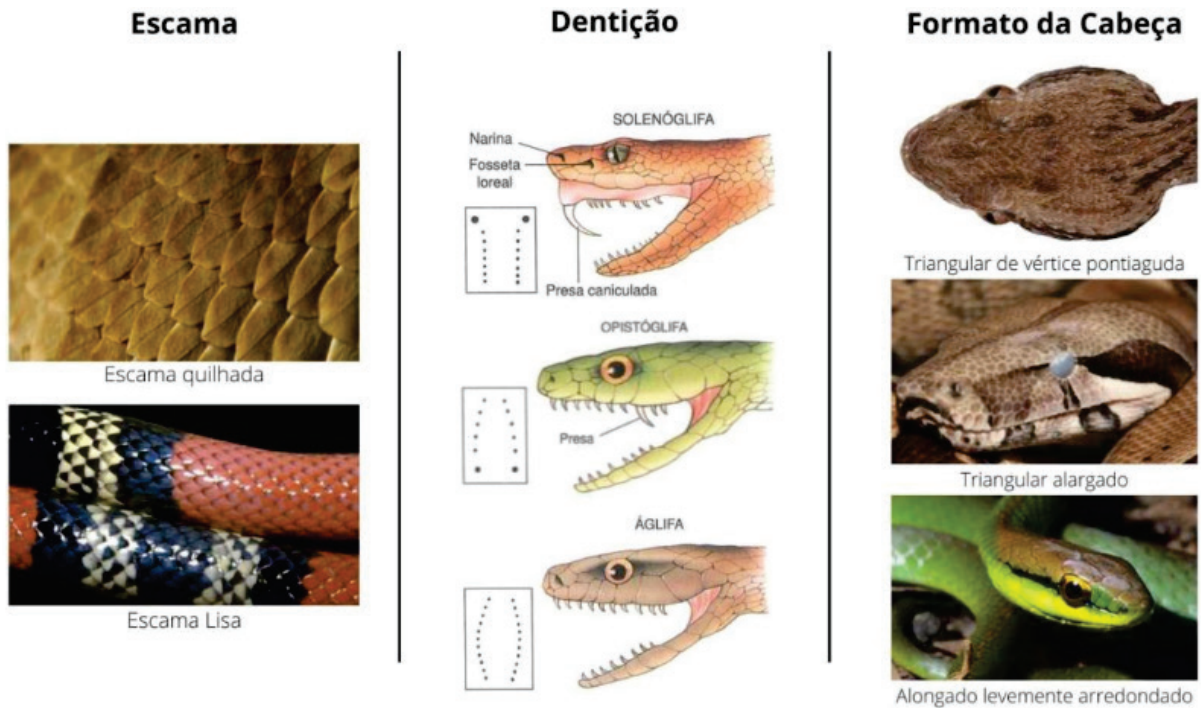 Escama
Escama quilhada
Escama Lisa
Dentição
SOLENÓGLIFA
Narina
Fosseta
loreal
Presa caniculada
OPISTÓGLIFA
Presa
ÁGLIFA
Formato da Cabeça
Triangular de vértice pontiaguda
Triangular alargado
Alongado levemente arredondado